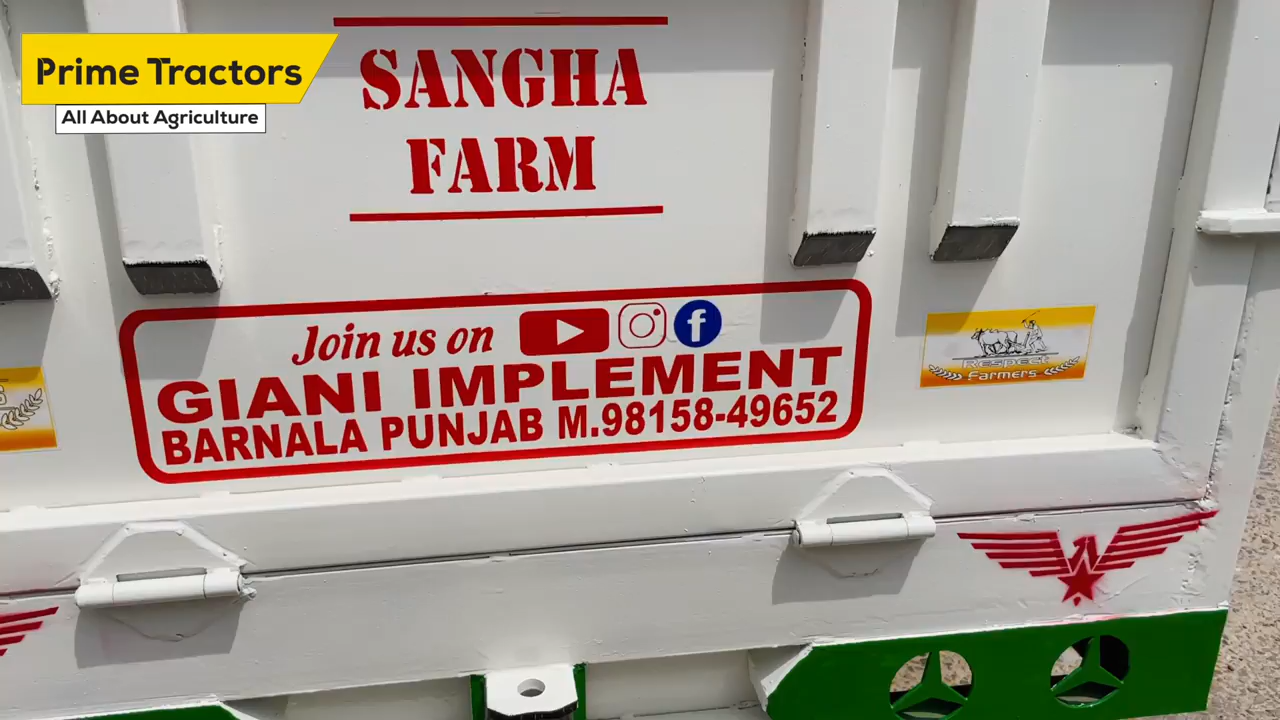 Prime Tractors
All About Agriculture
SANGHA
FARM
Join us on
GIANI IMPLEMENT
BARNALA PUNJAB M.98158-49652
Respect
Farmers